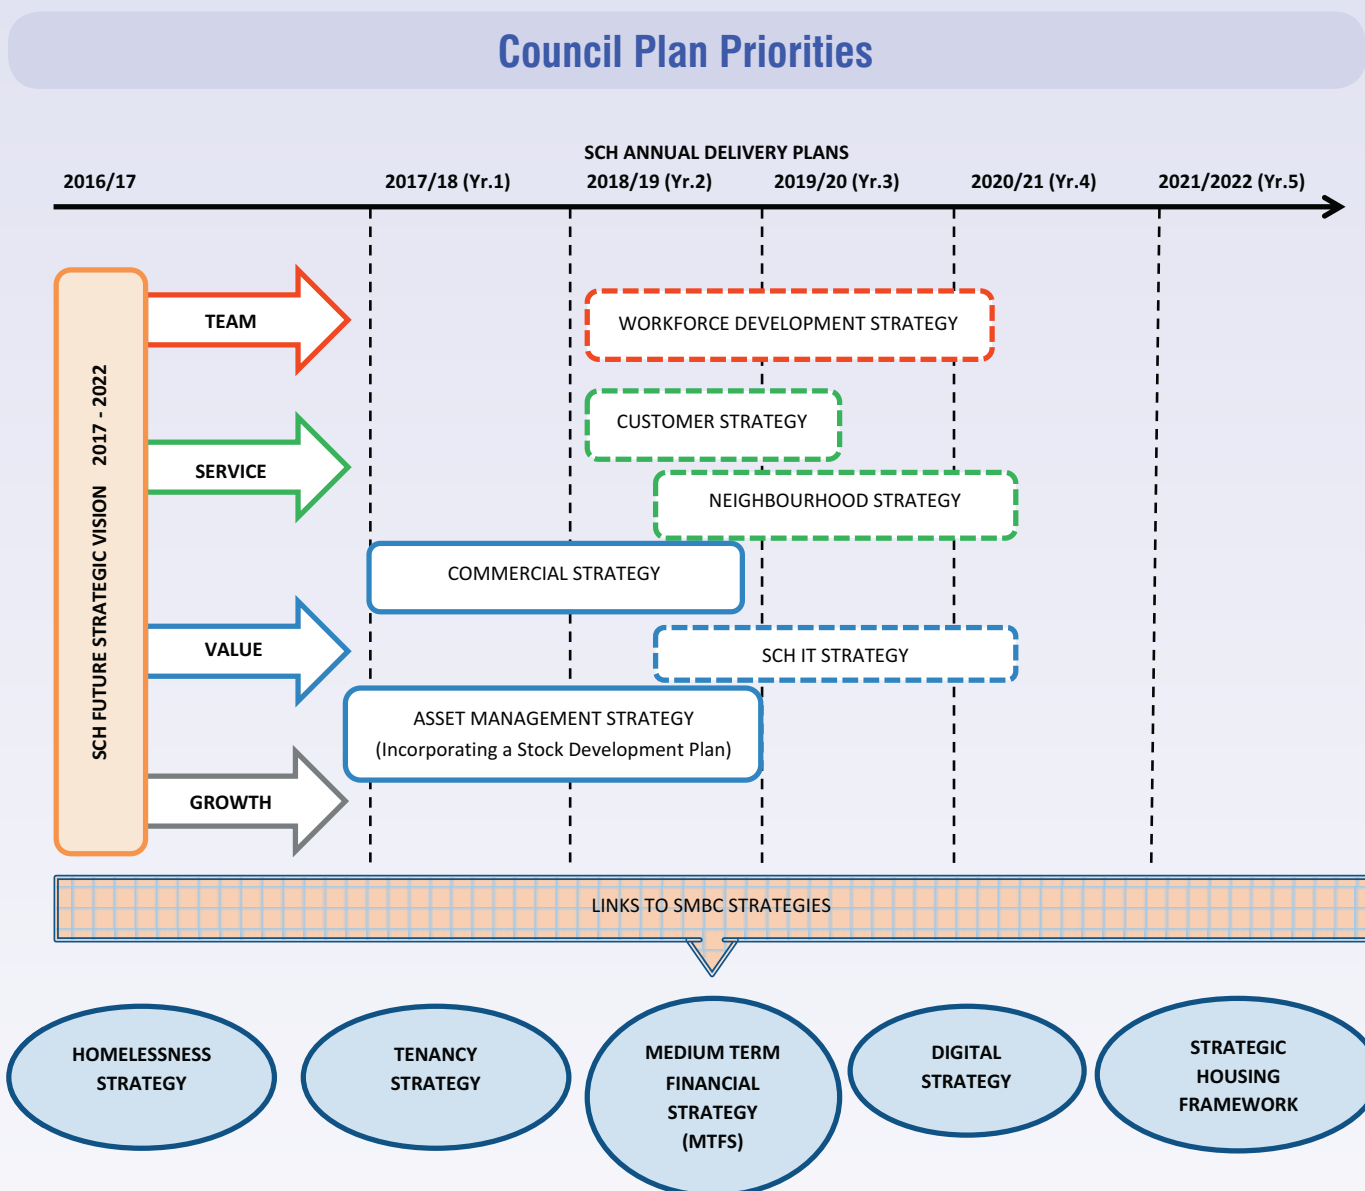 Council Plan Priorities
SCH ANNUAL DELIVERY PLANS
2016/17
2017/18 (Yr.1)
2018/19 (Yr.2)
2019/20 (Yr.3)
2020/21 (Yr.4)
2021/2022 (Yr.5)
SCH FUTURE STRATEGIC VISION 2017 - 2022
TEAM
WORKFORCE DEVELOPMENT STRATEGY
CUSTOMER STRATEGY
SERVICE
NEIGHBOURHOOD STRATEGY
COMMERCIAL STRATEGY
VALUE
SCH IT STRATEGY
ASSET MANAGEMENT STRATEGY
(Incorporating a Stock Development Plan)
GROWTH
LINKS TO SMBC STRATEGIES
HOMELESSNESS
STRATEGY
TENANCY
STRATEGY
MEDIUM TERM
FINANCIAL
STRATEGY
(MTFS)
DIGITAL
STRATEGY
STRATEGIC
HOUSING
FRAMEWORK